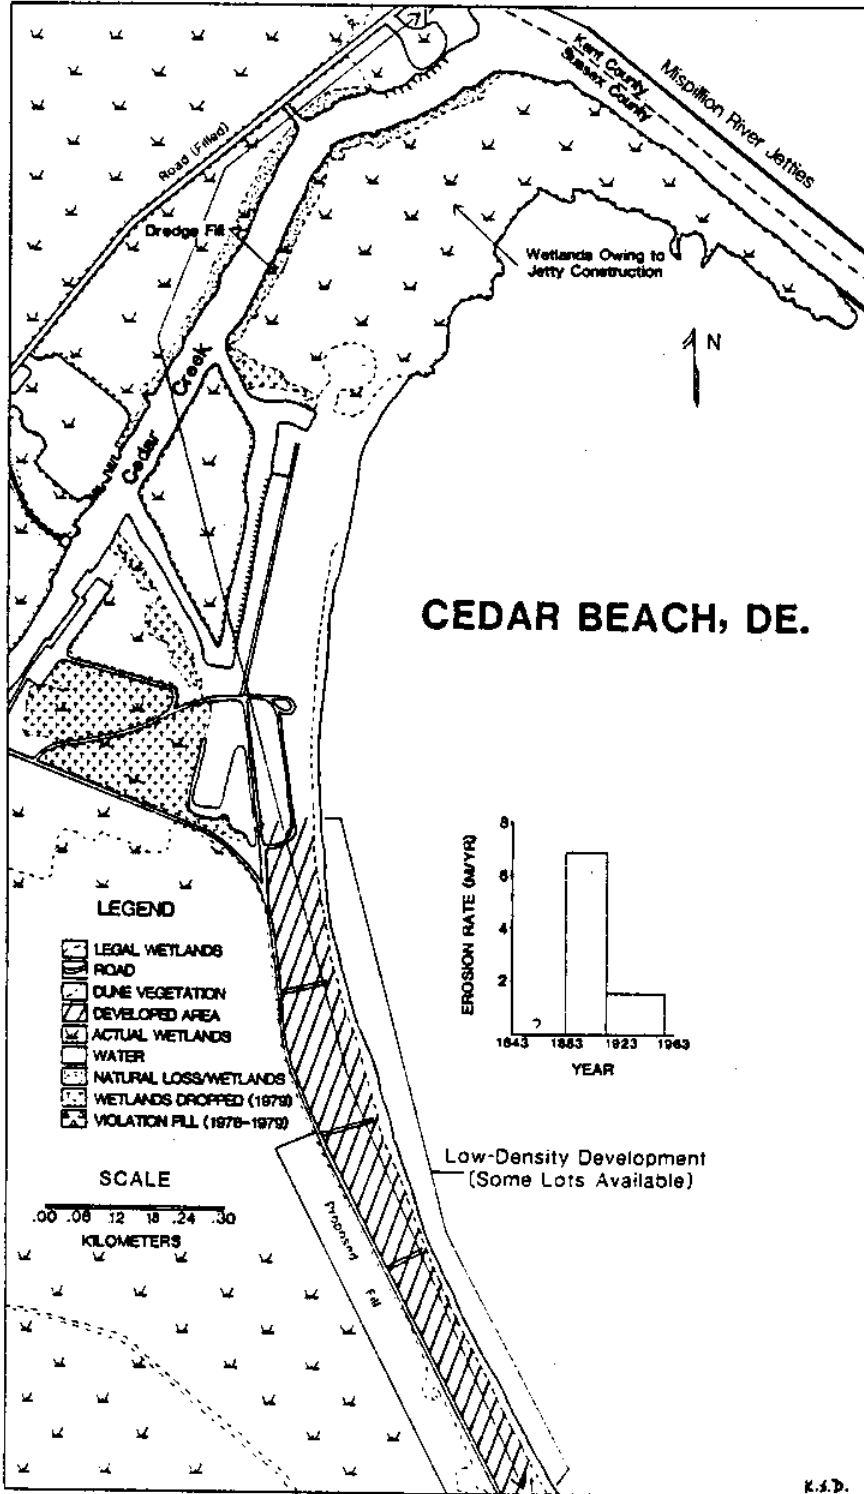 Kent County
Sussex County
Mispillion River Jetties
Road (Filled)
Dredge Fill
Wetlands Owing to
Jetty Construction
N
Cedar Creek
CEDAR BEACH, DE.
EROSION RATE (M/YR)
8
6
4
2
?
1843 1883 1923 1963
YEAR
LEGEND
LEGAL WETLANDS
ROAD
DUNE VEGETATION
DEVELOPED AREA
ACTUAL WETLANDS
WATER
NATURAL LOSS/WETLANDS
WETLANDS DROPPED (1979)
VIOLATION FILL (1978-1979)
Low-Density Development
(Some Lots Available)
SCALE
.00 .06 .12 .18 .24 .30
KILOMETERS
Proposed Fill
K.S.D.